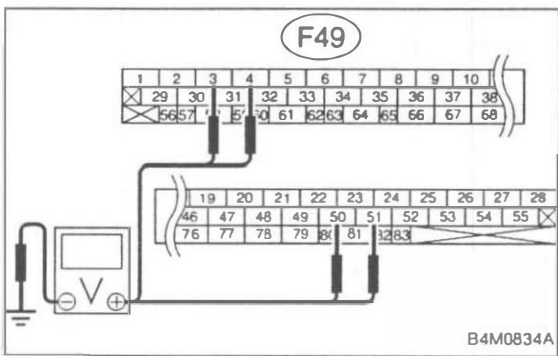 F49
1 2 3 4 5 6 7 8 9 10
29 30 31 32 33 34 35 36 37 38
56 57 61 62 63 64 65 66 67 68
19 20 21 22 23 24 25 26 27 28
46 47 48 49 50 51 52 53 54 55
76 77 78 79 80 81 82 83
V
− +
B4M0834A